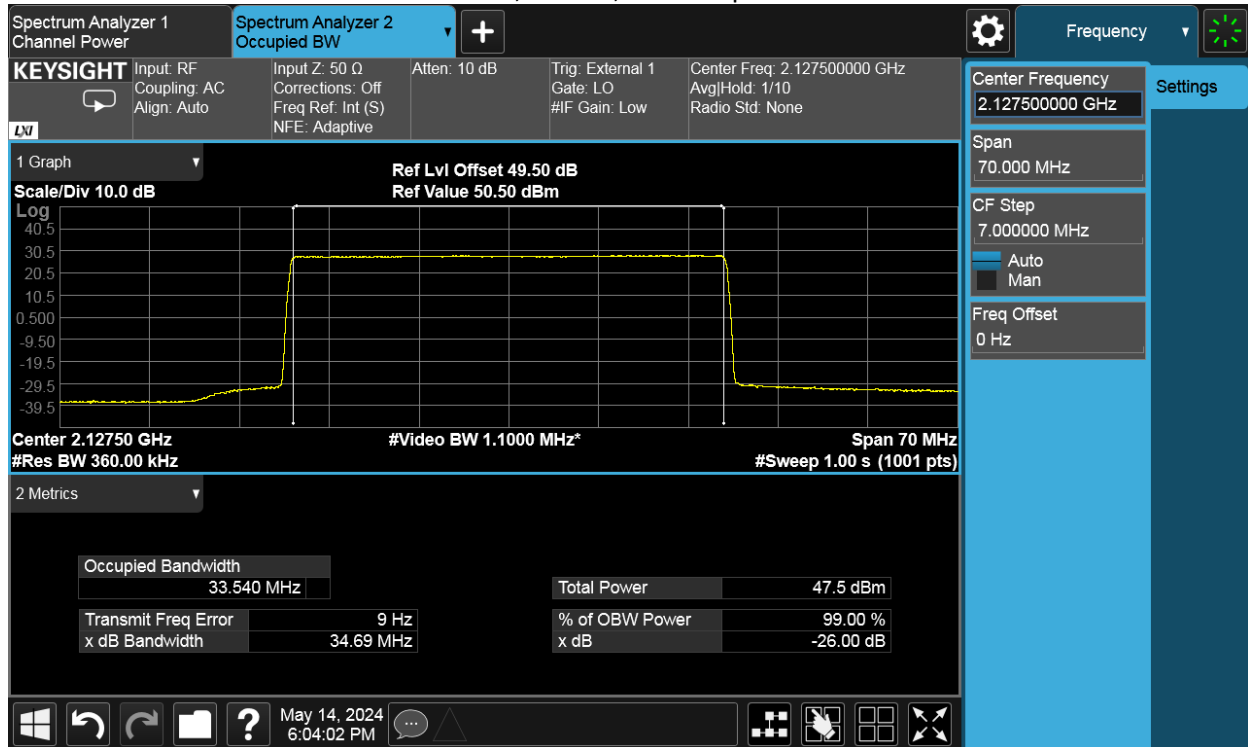 Spectrum Analyzer 1
Channel Power
Spectrum Analyzer 2
Occupied BW
+
Frequency
KEYSIGHT
LXI
Input: RF
Coupling: AC
Align: Auto
Input Z: 50 Ω
Corrections: Off
Freq Ref: Int (S)
NFE: Adaptive
Atten: 10 dB
Trig: External 1
Gate: LO
#IF Gain: Low
Center Freq: 2.127500000 GHz
Avg|Hold: 1/10
Radio Std: None
Center Frequency
2.127500000 GHz
Settings
Span
70.000 MHz
CF Step
7.000000 MHz
Auto
Man
Freq Offset
0 Hz
1 Graph
Scale/Div 10.0 dB
Ref Lvl Offset 49.50 dB
Ref Value 50.50 dBm
Log
40.5
30.5
20.5
10.5
0.500
-9.50
-19.5
-29.5
-39.5
Center 2.12750 GHz
#Video BW 1.1000 MHz*
Span 70 MHz
#Res BW 360.00 kHz
#Sweep 1.00 s (1001 pts)
2 Metrics
Occupied Bandwidth
33.540 MHz
Total Power 47.5 dBm
Transmit Freq Error 9 Hz
% of OBW Power 99.00 %
x dB Bandwidth 34.69 MHz
x dB -26.00 dB
?
May 14, 2024
6:04:02 PM